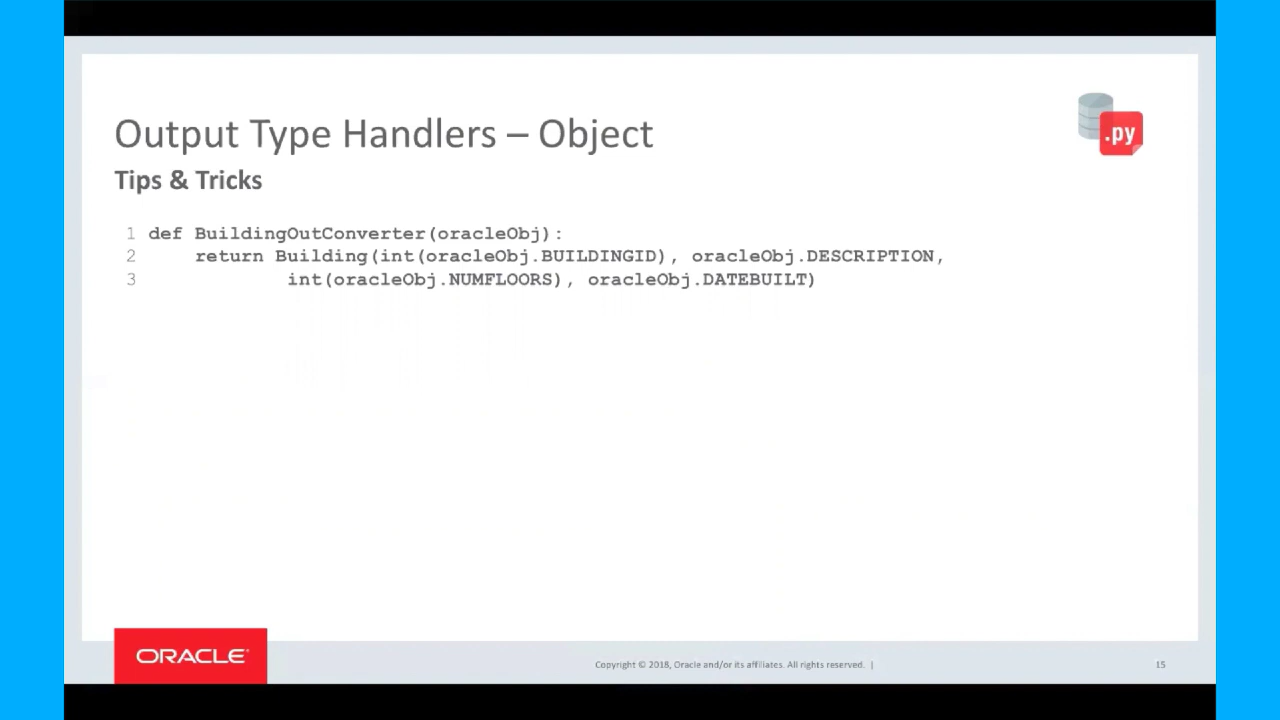 Output Type Handlers – Object
.py
Tips & Tricks
1 def BuildingOutConverter(oracleObj):
2     return Building(int(oracleObj.BUILDINGID), oracleObj.DESCRIPTION,
3             int(oracleObj.NUMFLOORS), oracleObj.DATEBUILT)
ORACLE®
Copyright © 2018, Oracle and/or its affiliates. All rights reserved. |
15